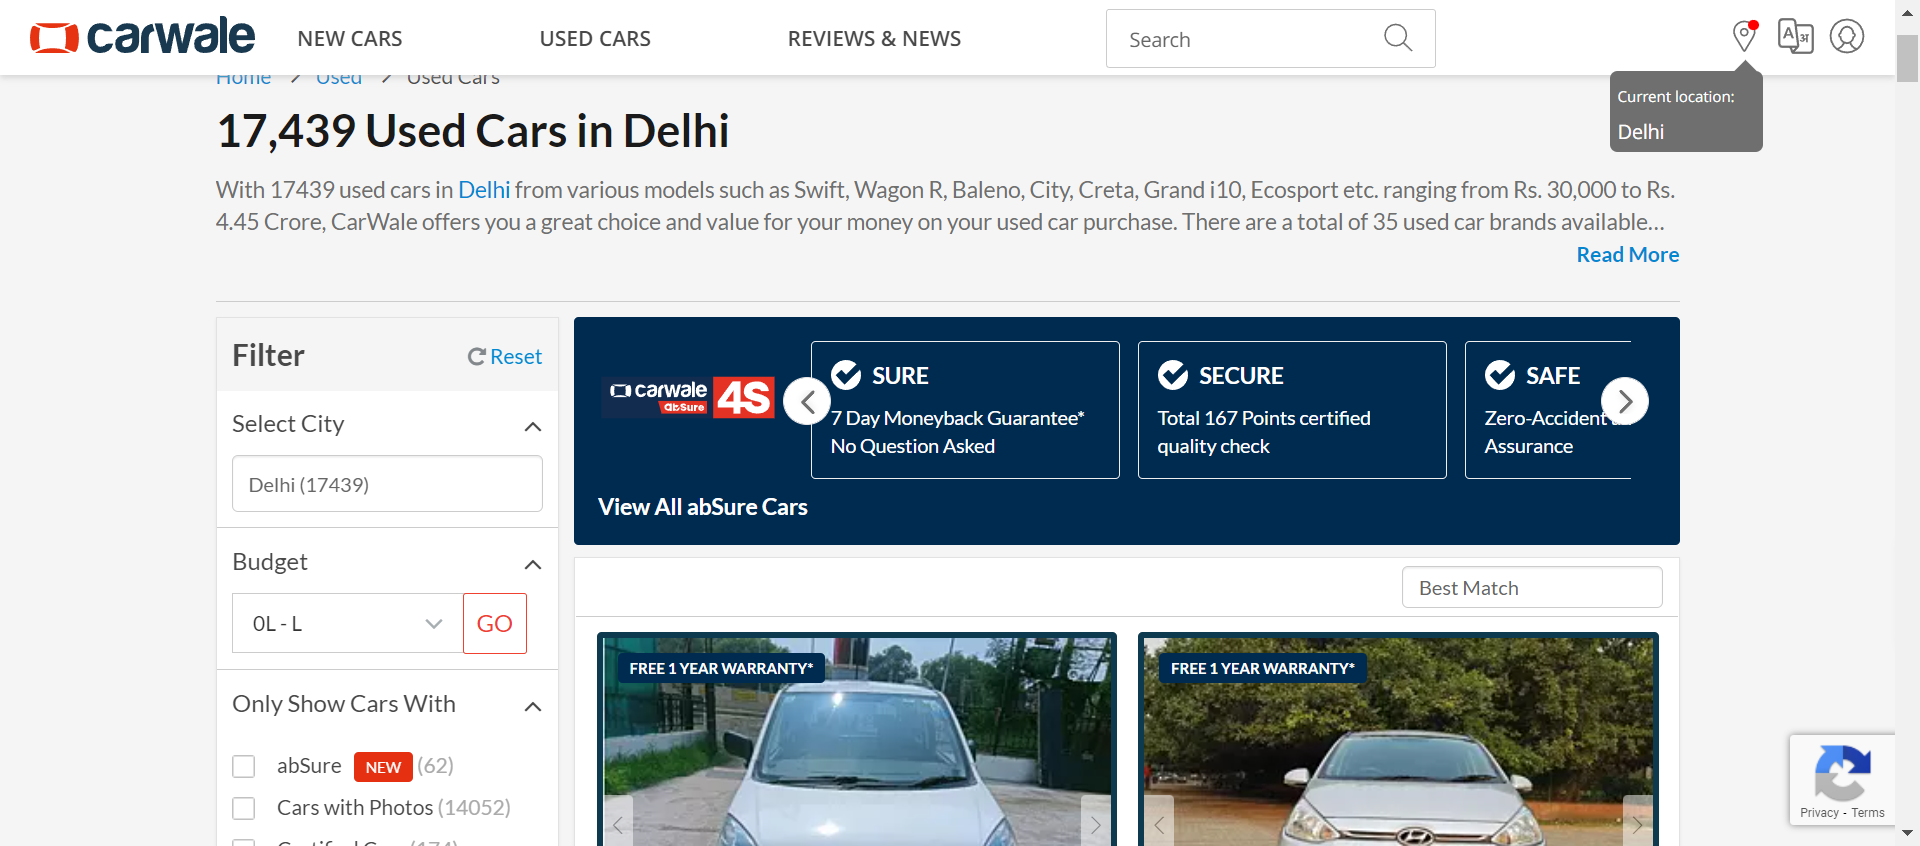 carwale NEW CARS USED CARS REVIEWS & NEWS Search
Home Used Used Cars
Current location:
Delhi
17,439 Used Cars in Delhi
With 17439 used cars in Delhi from various models such as Swift, Wagon R, Baleno, City, Creta, Grand i10, Ecosport etc. ranging from Rs. 30,000 to Rs.
4.45 Crore, CarWale offers you a great choice and value for your money on your used car purchase. There are a total of 35 used car brands available...
Read More
Filter Reset
Select City
Delhi (17439)
Budget
0L - L GO
Only Show Cars With
abSure NEW (62)
Cars with Photos (14052)
carwale
abSure
4S
SURE
7 Day Moneyback Guarantee*
No Question Asked
SECURE
Total 167 Points certified
quality check
SAFE
Zero-Accident
Assurance
View All abSure Cars
Best Match
FREE 1 YEAR WARRANTY*
FREE 1 YEAR WARRANTY*
Privacy - Terms